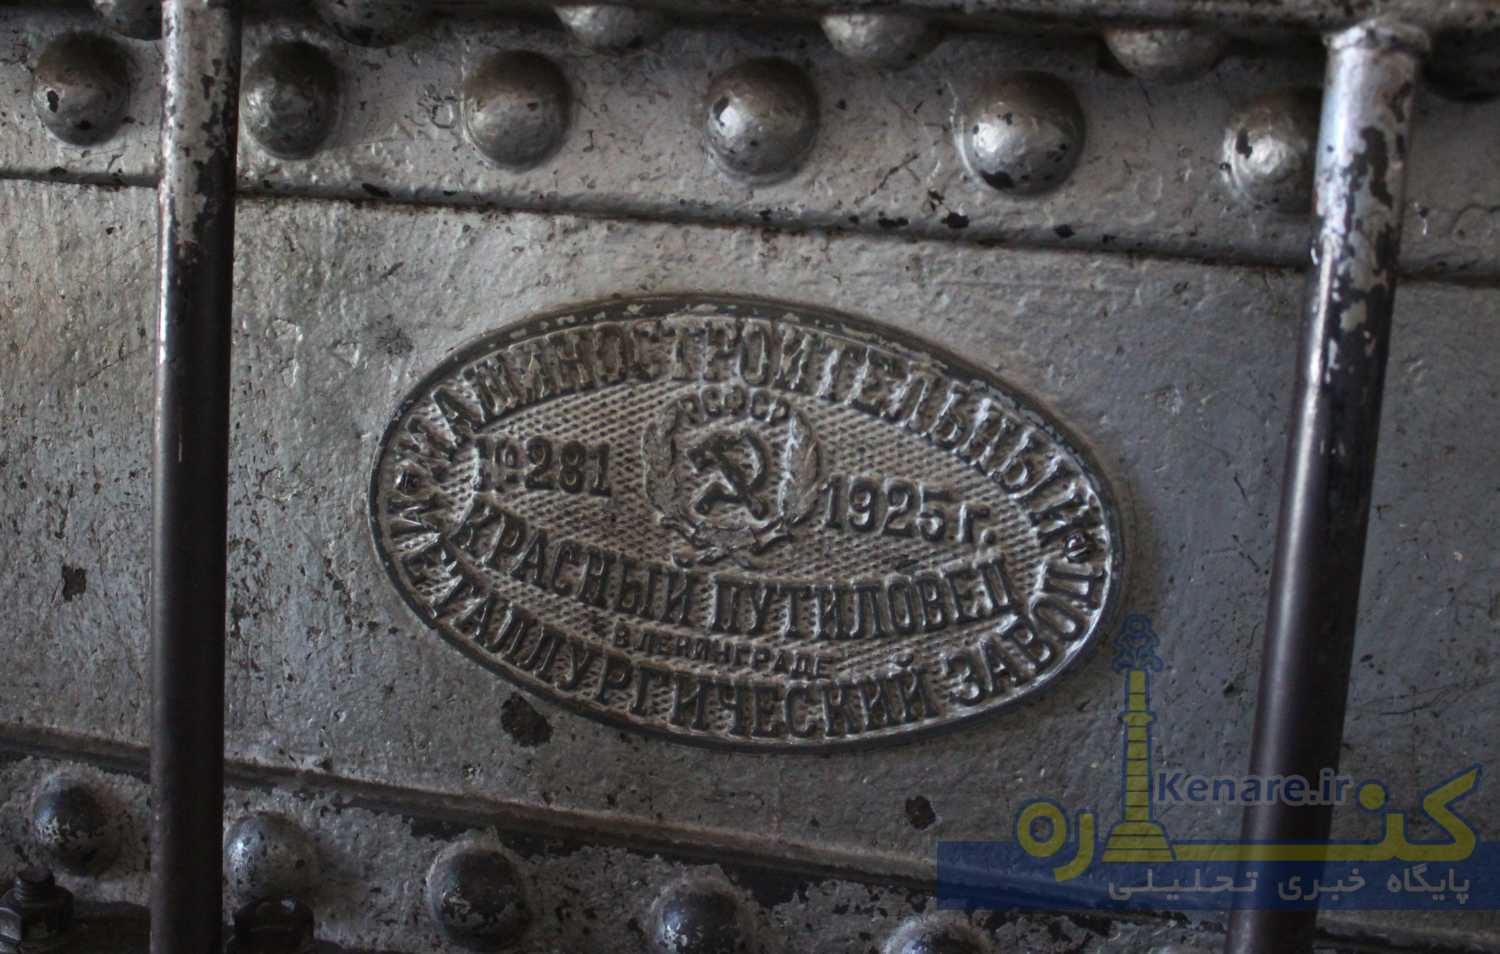 МАШИНОСТРОИТЕЛЬНЫЙ
РСФСР
№281
1925г.
КРАСНЫЙ ПУТИЛОВЕЦ
В ЛЕНИНГРАДЕ
МЕТАЛЛУРГИЧЕСКИЙ ЗАВОД
Kenare.ir
کناره
پایگاه خبری تحلیلی